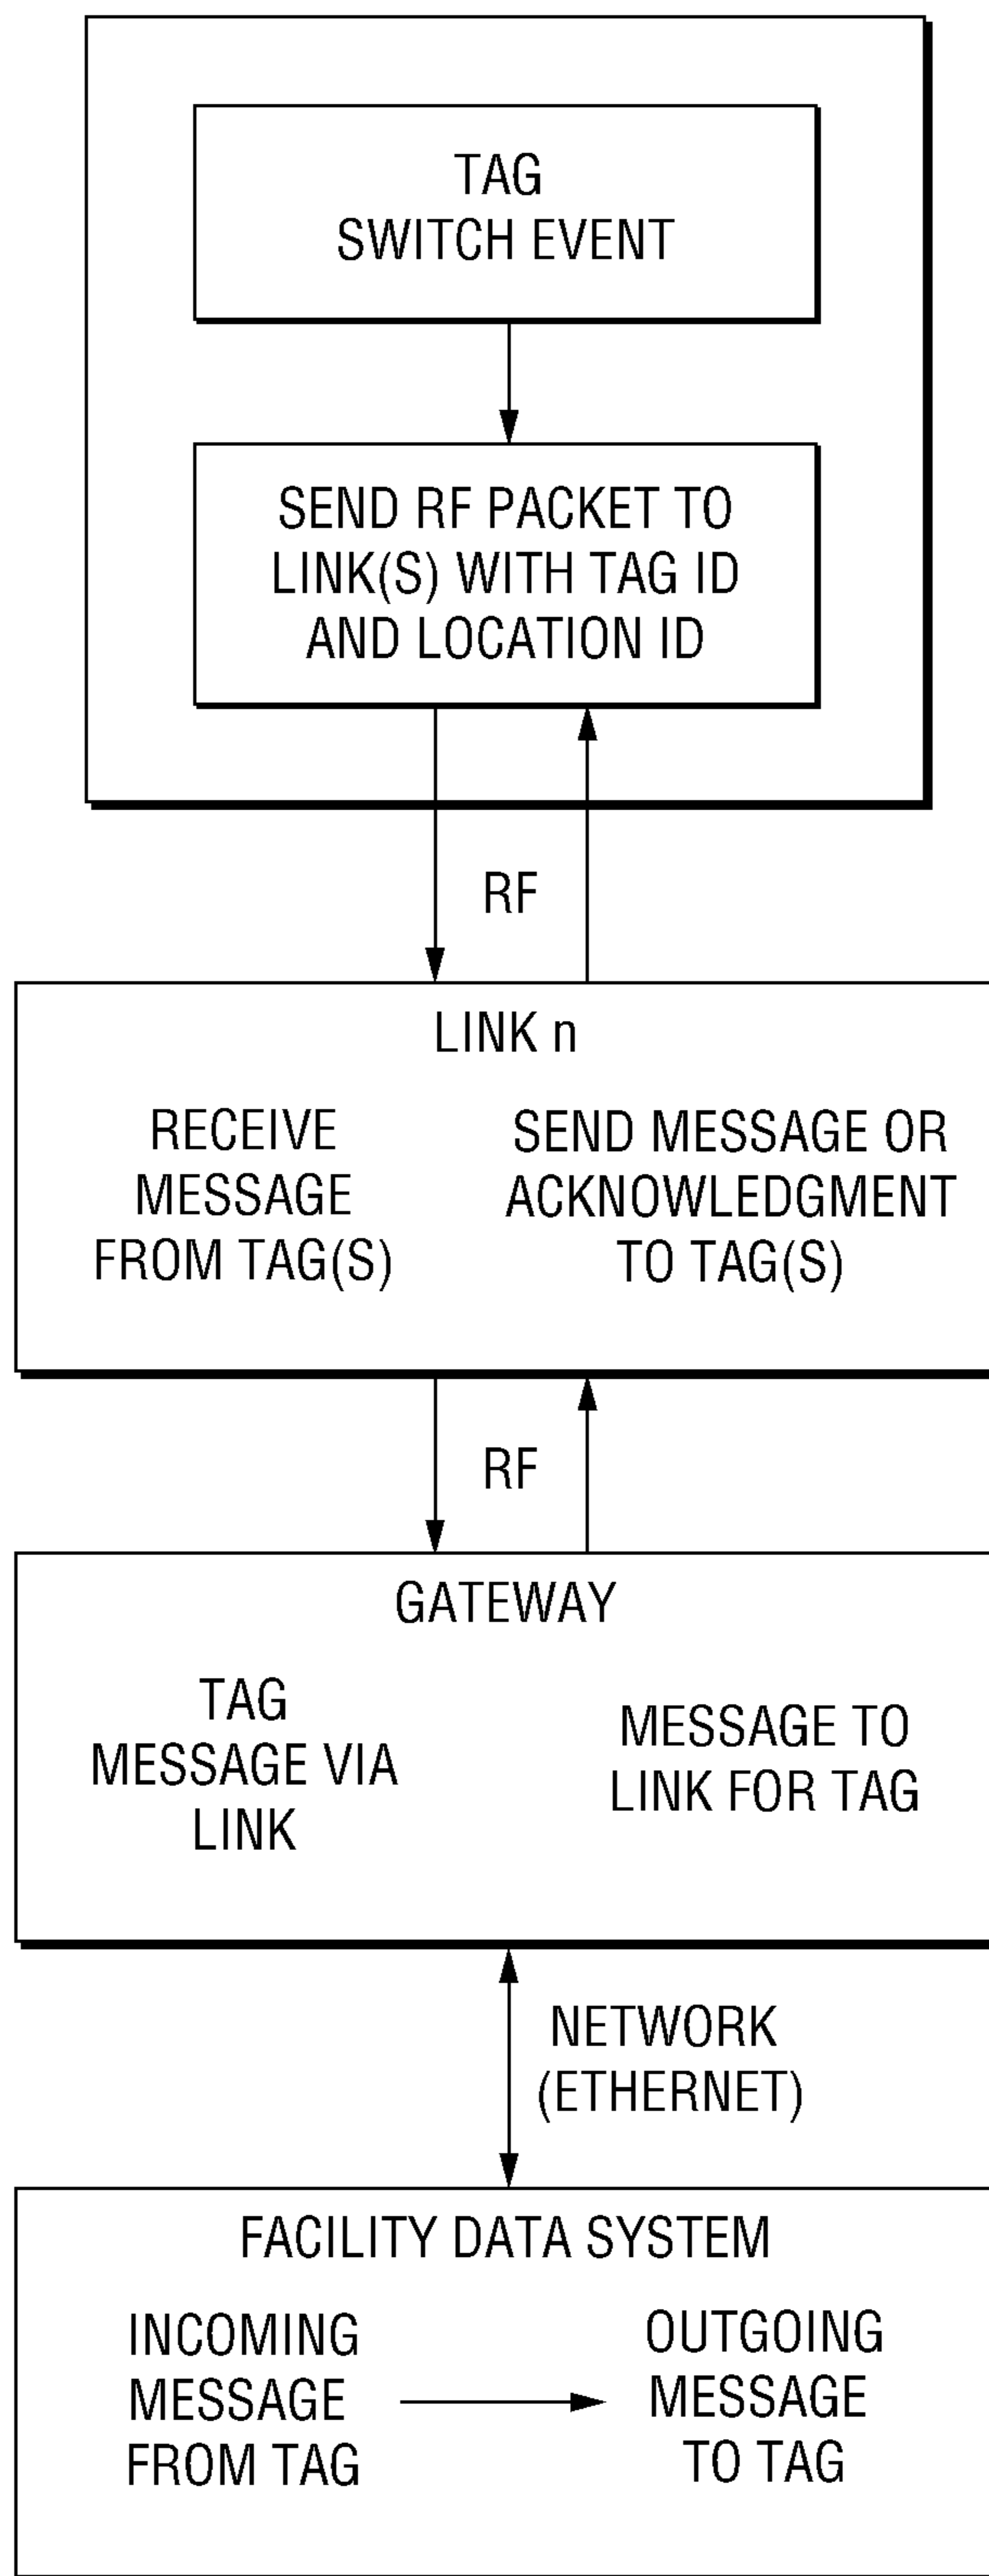 TAG
SWITCH EVENT
SEND RF PACKET TO
LINK(S) WITH TAG ID
AND LOCATION ID
RF
LINK n
RECEIVE
MESSAGE
FROM TAG(S)
SEND MESSAGE OR
ACKNOWLEDGMENT
TO TAG(S)
RF
GATEWAY
TAG
MESSAGE VIA
LINK
MESSAGE TO
LINK FOR TAG
NETWORK
(ETHERNET)
FACILITY DATA SYSTEM
INCOMING
MESSAGE
FROM TAG
OUTGOING
MESSAGE
TO TAG